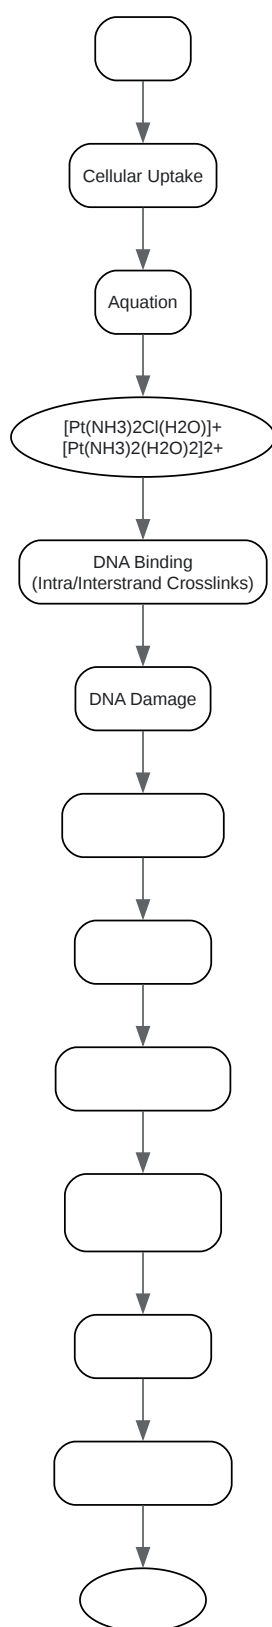 Cellular Uptake
Aquation
[Pt(NH3)2Cl(H2O)]+
[Pt(NH3)2(H2O)2]2+
DNA Binding
(Intra/Interstrand Crosslinks)
DNA Damage